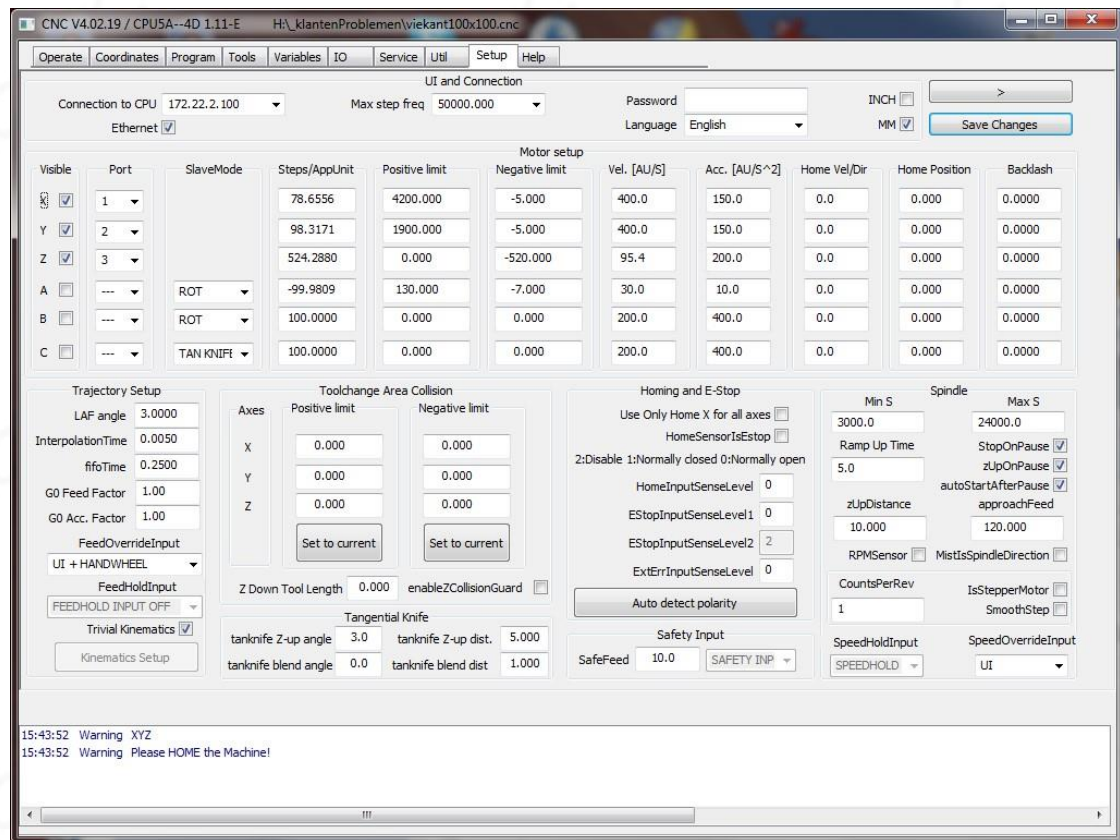 CNC V4.02.19 / CPU5A--4D 1.11-E H:\_klantenProblemen\viekant100x100.cnc
Operate Coordinates Program Tools Variables IO Service Util Setup Help
UI and Connection
Connection to CPU 172.22.2.100 Max step freq 50000.000 Password INCH >
Ethernet Language English MM Save Changes
Motor setup
Visible Port SlaveMode Steps/AppUnit Positive limit Negative limit Vel. [AU/S] Acc. [AU/S^2] Home Vel/Dir Home Position Backlash
X 1 78.6556 4200.000 -5.000 400.0 150.0 0.0 0.000 0.0000
Y 2 98.3171 1900.000 -5.000 400.0 150.0 0.0 0.000 0.0000
Z 3 524.2880 0.000 -520.000 95.4 200.0 0.0 0.000 0.0000
A --- ROT -99.9809 130.000 -7.000 30.0 10.0 0.0 0.000 0.0000
B --- ROT 100.0000 0.000 0.000 200.0 400.0 0.0 0.000 0.0000
C --- TAN KNIFE 100.0000 0.000 0.000 200.0 400.0 0.0 0.000 0.0000
Trajectory Setup
LAF angle 3.0000
InterpolationTime 0.0050
fifoTime 0.2500
G0 Feed Factor 1.00
G0 Acc. Factor 1.00
FeedOverrideInput
UI + HANDWHEEL
FeedHoldInput
FEEDHOLD INPUT OFF
Trivial Kinematics
Kinematics Setup
Toolchange Area Collision
Axes Positive limit Negative limit
X 0.000 0.000
Y 0.000 0.000
Z 0.000 0.000
Set to current Set to current
Z Down Tool Length 0.000 enableZCollisionGuard
Tangential Knife
tanknife Z-up angle 3.0 tanknife Z-up dist. 5.000
tanknife blend angle 0.0 tanknife blend dist 1.000
Homing and E-Stop
Use Only Home X for all axes
HomeSensorIsEstop
2:Disable 1:Normally closed 0:Normally open
HomeInputSenseLevel 0
EStopInputSenseLevel1 0
EStopInputSenseLevel2 2
ExtErrInputSenseLevel 0
Auto detect polarity
Safety Input
SafeFeed 10.0 SAFETY INP
Spindle
Min S Max S
3000.0 24000.0
Ramp Up Time StopOnPause
5.0 zUpOnPause
autoStartAfterPause
zUpDistance approachFeed
10.000 120.000
RPMSensor MistIsSpindleDirection
CountsPerRev IsStepperMotor
1 SmoothStep
SpeedHoldInput SpeedOverrideInput
SPEEDHOLD UI
15:43:52 Warning XYZ
15:43:52 Warning Please HOME the Machine!